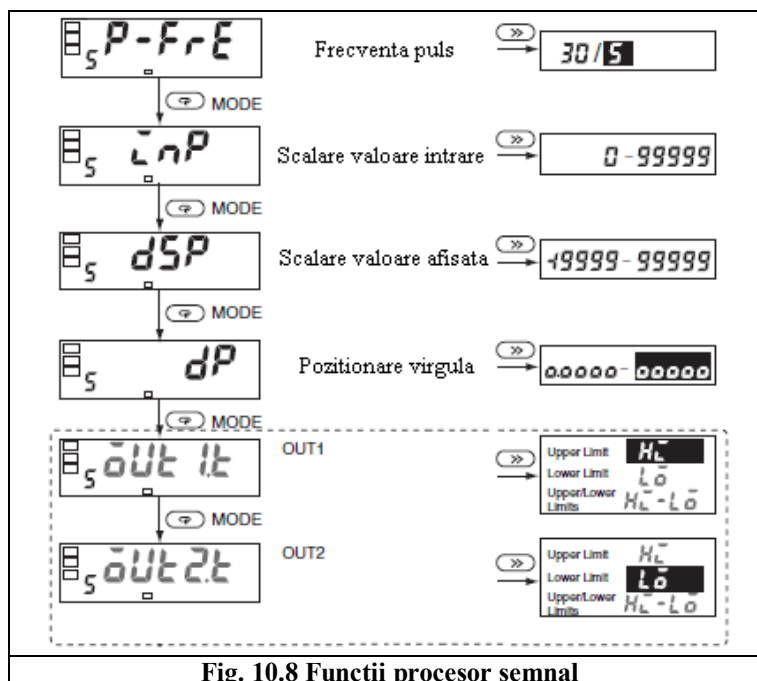 S P-FrE Frecventa puls 30/5
MODE
S inP Scalare valoare intrare 0-99999
MODE
S dSP Scalare valoare afisata -19999-99999
MODE
S dP Pozitionare virgula 0.0000-00000
MODE
S oUt 1.t OUT1 Upper Limit Hi
Lower Limit Lo
Upper/Lower Limits Hi-Lo
MODE
S oUt2.t OUT2 Upper Limit Hi
Lower Limit Lo
Upper/Lower Limits Hi-Lo
Fig. 10.8 Functii procesor semnal